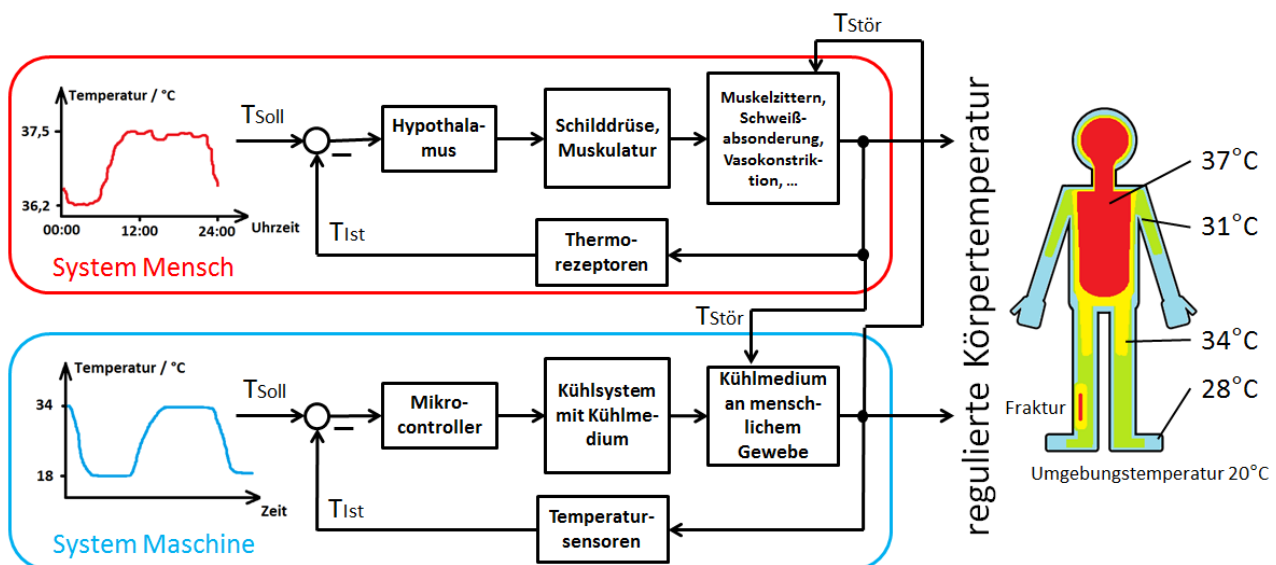 TStör
Temperatur / °C
37,5
36,2
00:00
12:00
24:00
Uhrzeit
System Mensch
TSoll
Hypothala-
mus
Schilddrüse,
Muskulatur
Muskelzittern,
Schweiß-
absonderung,
Vasokonstrik-
tion, ...
TIst
Thermo-
rezeptoren
TStör
Temperatur / °C
34
18
Zeit
System Maschine
TSoll
Mikro-
controller
Kühlsystem
mit Kühlme-
dium
Kühlmedium
an mensch-
lichem
Gewebe
TIst
Temperatur-
sensoren
regulierte Körpertemperatur
37°C
31°C
34°C
28°C
Fraktur
Umgebungstemperatur 20°C